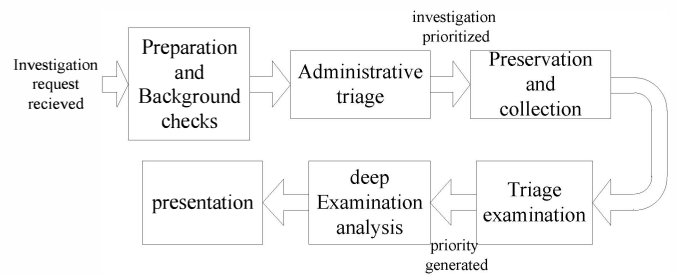 investigation
prioritized
Investigation
request
recieved
Preparation
and
Background
checks
Administrative
triage
Preservation
and
collection
presentation
deep
Examination
analysis
Triage
examination
priority
generated